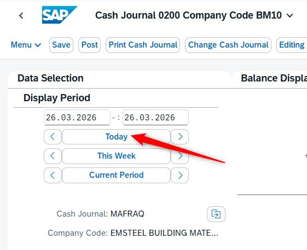 SAP Cash Journal 0200 Company Code BM10
Menu Save Post Print Cash Journal Change Cash Journal Editing
Data Selection
Display Period
26.03.2026 - : 26.03.2026
Today
This Week
Current Period
Cash Journal: MAFRAQ
Company Code: EMSTEEL BUILDING MATE...
Balance Displa